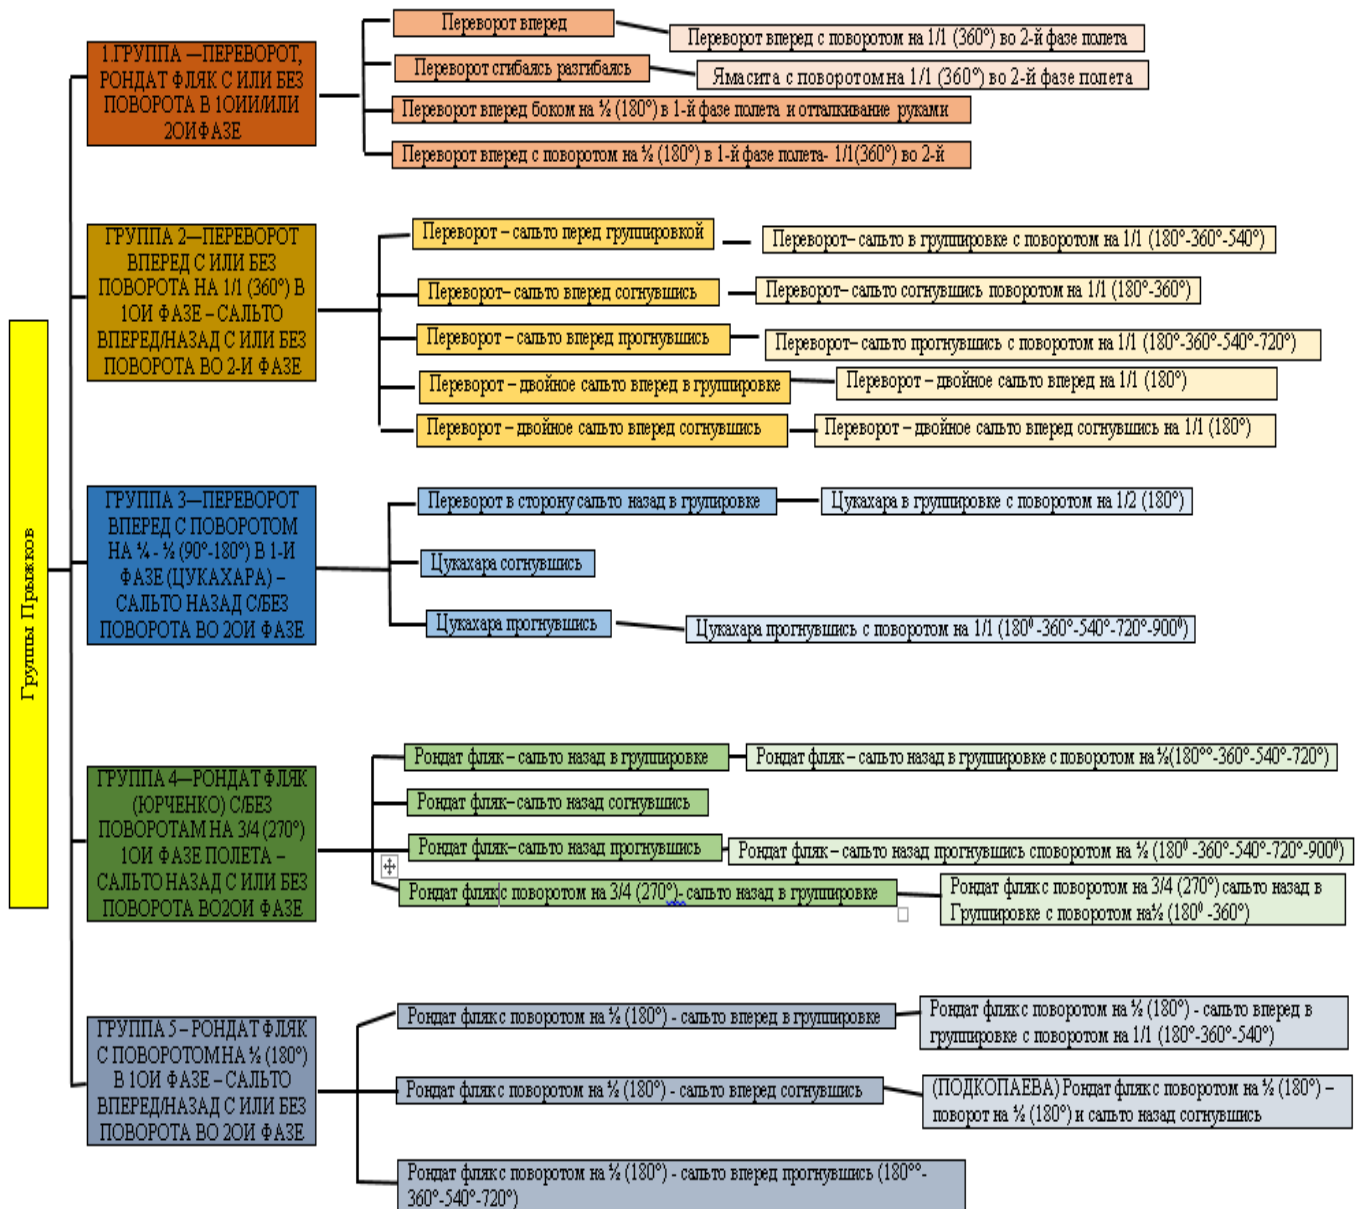 Группы Прыжков
1.ГРУППА —ПЕРЕВОРОТ,
РОНДАТ ФЛЯК С ИЛИ БЕЗ
ПОВОРОТА В 1ОИИ/ИЛИ
2ОИФАЗЕ
Переворот вперед
Переворот вперед с поворотом на 1/1 (360°) во 2-й фазе полета
Переворот сгибаясь разгибаясь
Ямасита с поворотом на 1/1 (360°) во 2-й фазе полета
Переворот вперед боком на ½ (180°) в 1-й фазе полета и отталкивание руками
Переворот вперед с поворотом на ½ (180°) в 1-й фазе полета- 1/1(360°) во 2-й
ГРУППА 2—ПЕРЕВОРОТ
ВПЕРЕД С ИЛИ БЕЗ
ПОВОРОТА НА 1/1 (360°) В
1ОИ ФАЗЕ – САЛЬТО
ВПЕРЕД/НАЗАД С ИЛИ БЕЗ
ПОВОРОТА ВО 2-И ФАЗЕ
Переворот – сальто перед группировкой
Переворот– сальто в группировке с поворотом на 1/1 (180°-360°-540°)
Переворот– сальто вперед согнувшись
Переворот–сальто согнувшись поворотом на 1/1 (180°-360°)
Переворот – сальто вперед прогнувшись
Переворот– сальто прогнувшись с поворотом на 1/1 (180°-360°-540°-720°)
Переворот – двойное сальто вперед в группировке
Переворот – двойное сальто вперед на 1/1 (180°)
Переворот – двойное сальто вперед согнувшись
Переворот – двойное сальто вперед согнувшись на 1/1 (180°)
ГРУППА 3—ПЕРЕВОРОТ
ВПЕРЕД С ПОВОРОТОМ
НА ¼ - ½ (90°-180°) В 1-И
ФАЗЕ (ЦУКАХАРА) –
САЛЬТО НАЗАД С/БЕЗ
ПОВОРОТА ВО 2ОИ ФАЗЕ
Переворот в сторону сальто назад в групировке
Цукахара в группировке с поворотом на 1/2 (180°)
Цукахара согнувшись
Цукахара прогнувшись
Цукахара прогнувшись с поворотом на 1/1 (180⁰ -360°-540°-720°-900⁰)
ГРУППА 4—РОНДАТ ФЛЯК
(ЮРЧЕНКО) С/БЕЗ
ПОВОРОТАМ НА 3/4 (270°)
1ОИ ФАЗЕ ПОЛЕТА –
САЛЬТО НАЗАД С ИЛИ БЕЗ
ПОВОРОТА ВО2ОИ ФАЗЕ
Рондат фляк – сальто назад в группировке
Рондат фляк – сальто назад в группировке с поворотом на ½(180°°-360°-540°-720°)
Рондат фляк–сальто назад согнувшись
Рондат фляк–сальто назад прогнувшись
Рондат фляк – сальто назад прогнувшись споворотом на ½ (180⁰ -360°-540°-720°-900⁰)
Рондат фляк с поворотом на 3/4 (270°)- сальто назад в группировке
Рондат фляк с поворотом на 3/4 (270°) сальто назад в
Группировке с поворотом на½ (180⁰ -360°)
ГРУППА 5 – РОНДАТ ФЛЯК
С ПОВОРОТОМ НА ½ (180°)
В 1ОИ ФАЗЕ – САЛЬТО
ВПЕРЕД/НАЗАД С ИЛИ БЕЗ
ПОВОРОТА ВО 2ОИ ФАЗЕ
Рондат фляк с поворотом на ½ (180°) - сальто вперед в группировке
Рондат фляк с поворотом на ½ (180°) - сальто вперед в
группировке с поворотом на 1/1 (180°-360°-540°)
Рондат фляк с поворотом на ½ (180°) - сальто вперед согнувшись
(ПОДКОПАЕВА) Рондат фляк с поворотом на ½ (180°) –
поворот на ½ (180°) и сальто назад согнувшись
Рондат фляк с поворотом на ½ (180°) - сальто вперед прогнувшись (180°°-
360°-540°-720°)